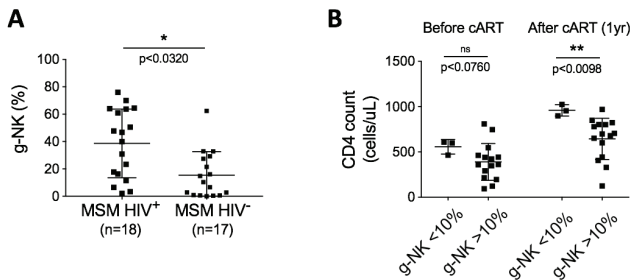 A
*
p<0.0320
g-NK (%)
100
80
60
40
20
0
MSM HIV+ MSM HIV-
(n=18) (n=17)
B
Before cART After cART (1yr)
ns **
p<0.0760 p<0.0098
CD4 count
(cells/uL)
1500
1000
500
0
g-NK <10%
g-NK >10%
g-NK <10%
g-NK >10%